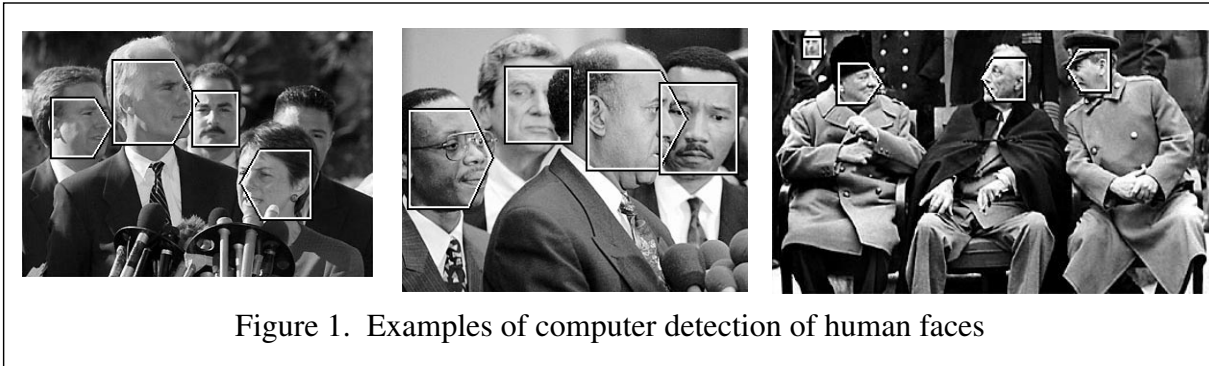 Figure 1.  Examples of computer detection of human faces